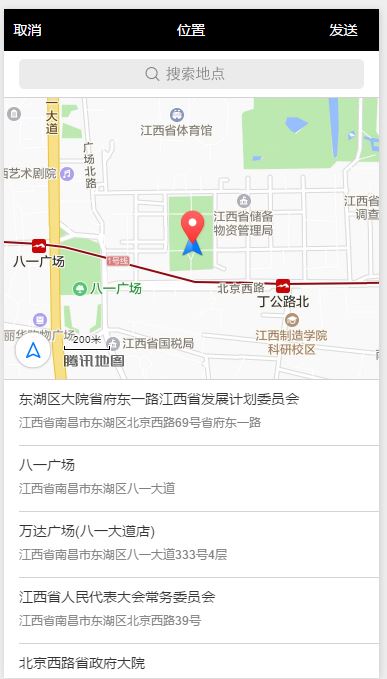 取消
位置
发送
搜索地点
一大道
江西省体育馆
广场北路
西艺术剧院
江西省
调查
江西省储备
物资管理局
八一广场
1号线
八一广场
北京西路
丁公路北
丽华购物广场
江西省国税局
江西制造学院
科研校区
200米
腾讯地图
东湖区大院省府东一路江西省发展计划委员会
江西省南昌市东湖区北京西路69号省府东一路
八一广场
江西省南昌市东湖区八一大道
万达广场(八一大道店)
江西省南昌市东湖区八一大道333号4层
江西省人民代表大会常务委员会
江西省南昌市东湖区北京西路39号
北京西路省政府大院